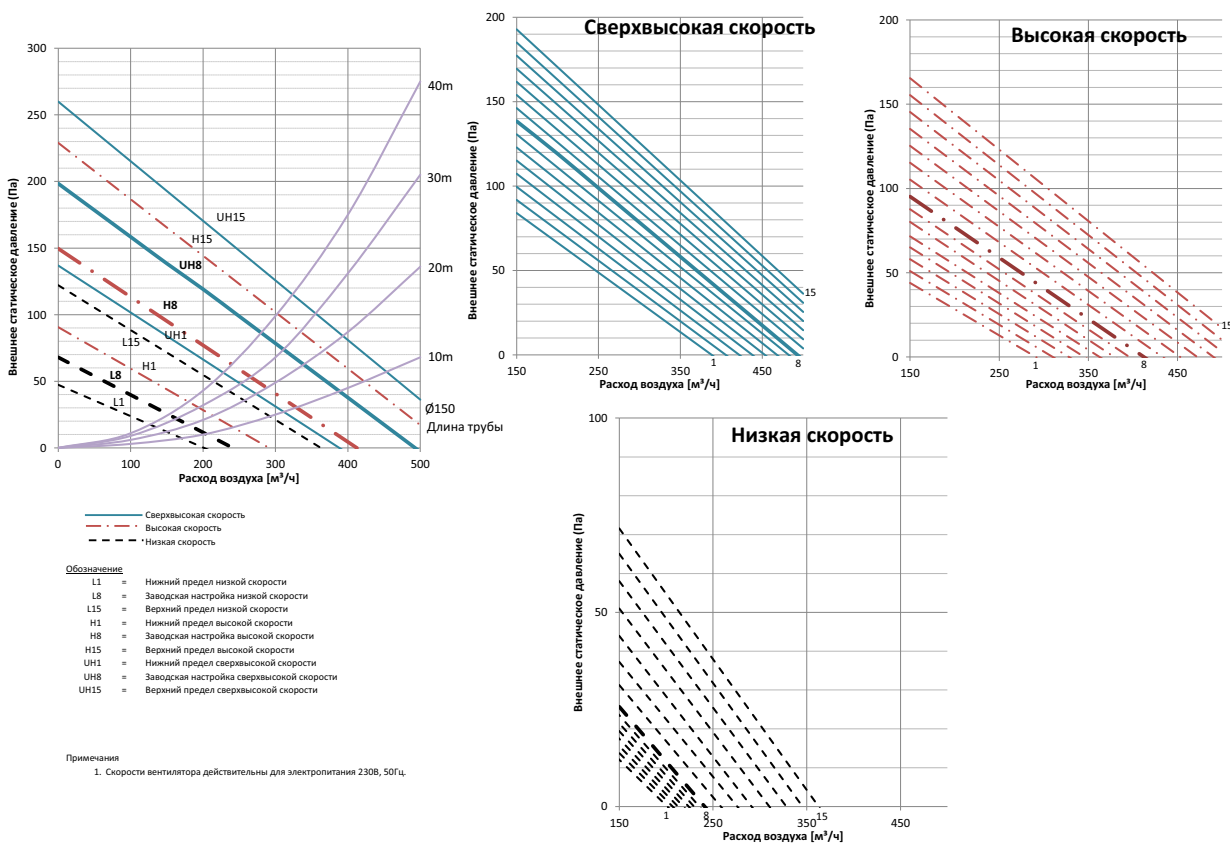 300
250
200
150
100
50
0
0
100
200
300
400
500
Внешнее статическое давление (Па)
Расход воздуха [м³/ч]
40m
30m
20m
10m
Ø150
Длина трубы
UH15
H15
UH8
H8
UH1
L15
H1
L8
L1
Сверхвысокая скорость
200
150
100
50
0
150
250
350
450
1
8
15
Внешнее статическое давление (Па)
Расход воздуха [м³/ч]
Высокая скорость
200
150
100
50
0
150
250
350
450
1
8
15
Внешнее статическое давление (Па)
Расход воздуха [м³/ч]
Низкая скорость
100
50
0
150
250
350
450
1
8
15
Внешнее статическое давление (Па)
Расход воздуха [м³/ч]
Сверхвысокая скорость
Высокая скорость
Низкая скорость
Обозначение
L1 = Нижний предел низкой скорости
L8 = Заводская настройка низкой скорости
L15 = Верхний предел низкой скорости
H1 = Нижний предел высокой скорости
H8 = Заводская настройка высокой скорости
H15 = Верхний предел высокой скорости
UH1 = Нижний предел сверхвысокой скорости
UH8 = Заводская настройка сверхвысокой скорости
UH15 = Верхний предел сверхвысокой скорости
Примечания
1. Скорости вентилятора действительны для электропитания 230В, 50Гц.